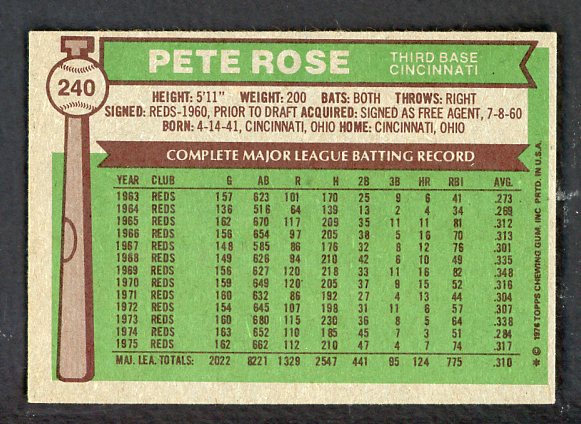 T
240
PETE ROSE
THIRD BASE
CINCINNATI
HEIGHT: 5'11" WEIGHT: 200 BATS: BOTH THROWS: RIGHT
SIGNED: REDS-1960, PRIOR TO DRAFT ACQUIRED: SIGNED AS FREE AGENT, 7-8-60
BORN: 4-14-41, CINCINNATI, OHIO HOME: CINCINNATI, OHIO
COMPLETE MAJOR LEAGUE BATTING RECORD
YEAR CLUB G AB R H 2B 3B HR RBI AVG.
1963 REDS 157 623 101 170 25 9 6 41 .273
1964 REDS 136 516 64 139 13 2 4 34 .269
1965 REDS 162 670 117 209 35 11 11 81 .312
1966 REDS 156 654 97 205 38 5 16 70 .313
1967 REDS 148 585 86 176 32 8 12 76 .301
1968 REDS 149 626 94 210 42 6 10 49 .335
1969 REDS 156 627 120 218 33 11 16 82 .348
1970 REDS 159 649 120 205 37 9 15 52 .316
1971 REDS 160 632 86 192 27 4 13 44 .304
1972 REDS 154 645 107 198 31 11 6 57 .307
1973 REDS 160 680 115 230 36 8 5 64 .338
1974 REDS 163 652 110 185 45 7 3 51 .284
1975 REDS 162 662 112 210 47 4 7 74 .317
MAJ. LEA. TOTALS: 2022 8221 1329 2547 441 95 124 775 .310
* © 1976 TOPPS CHEWING GUM, INC. PRTD. IN U.S.A.